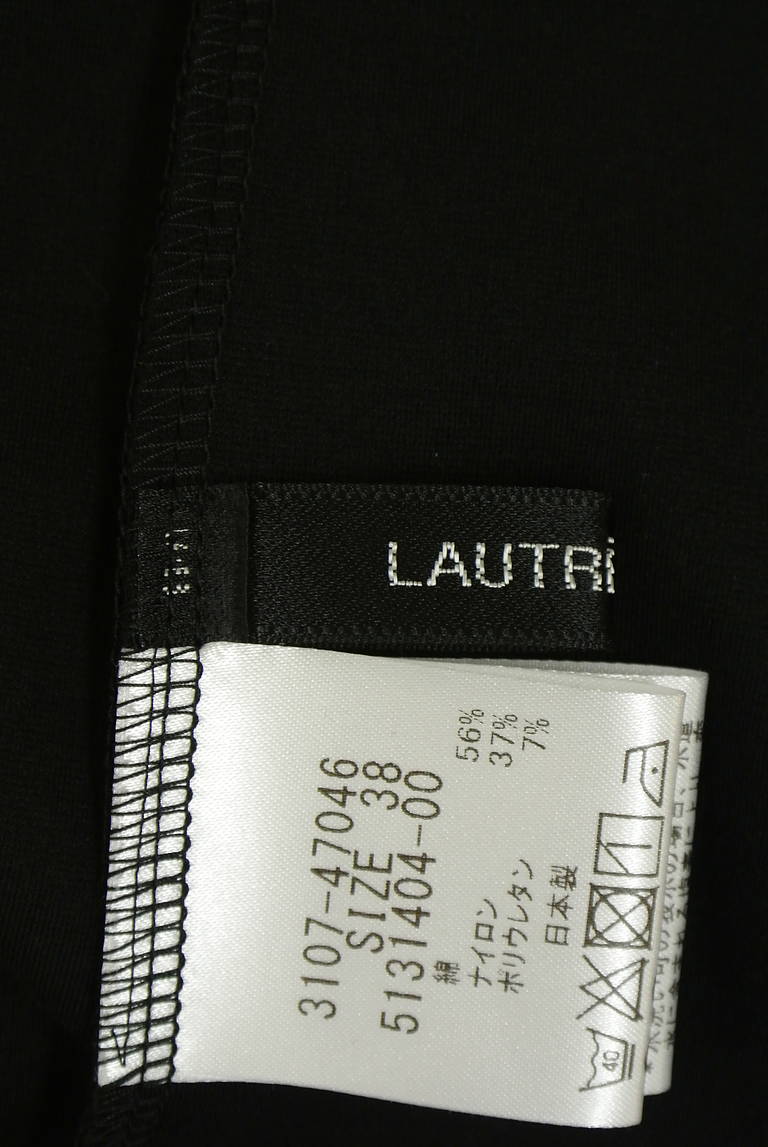 LAUTR
3107-47046
SIZE 38
5131404-00
綿 56%
ナイロン 37%
ポリウレタン 7%
日本製
40